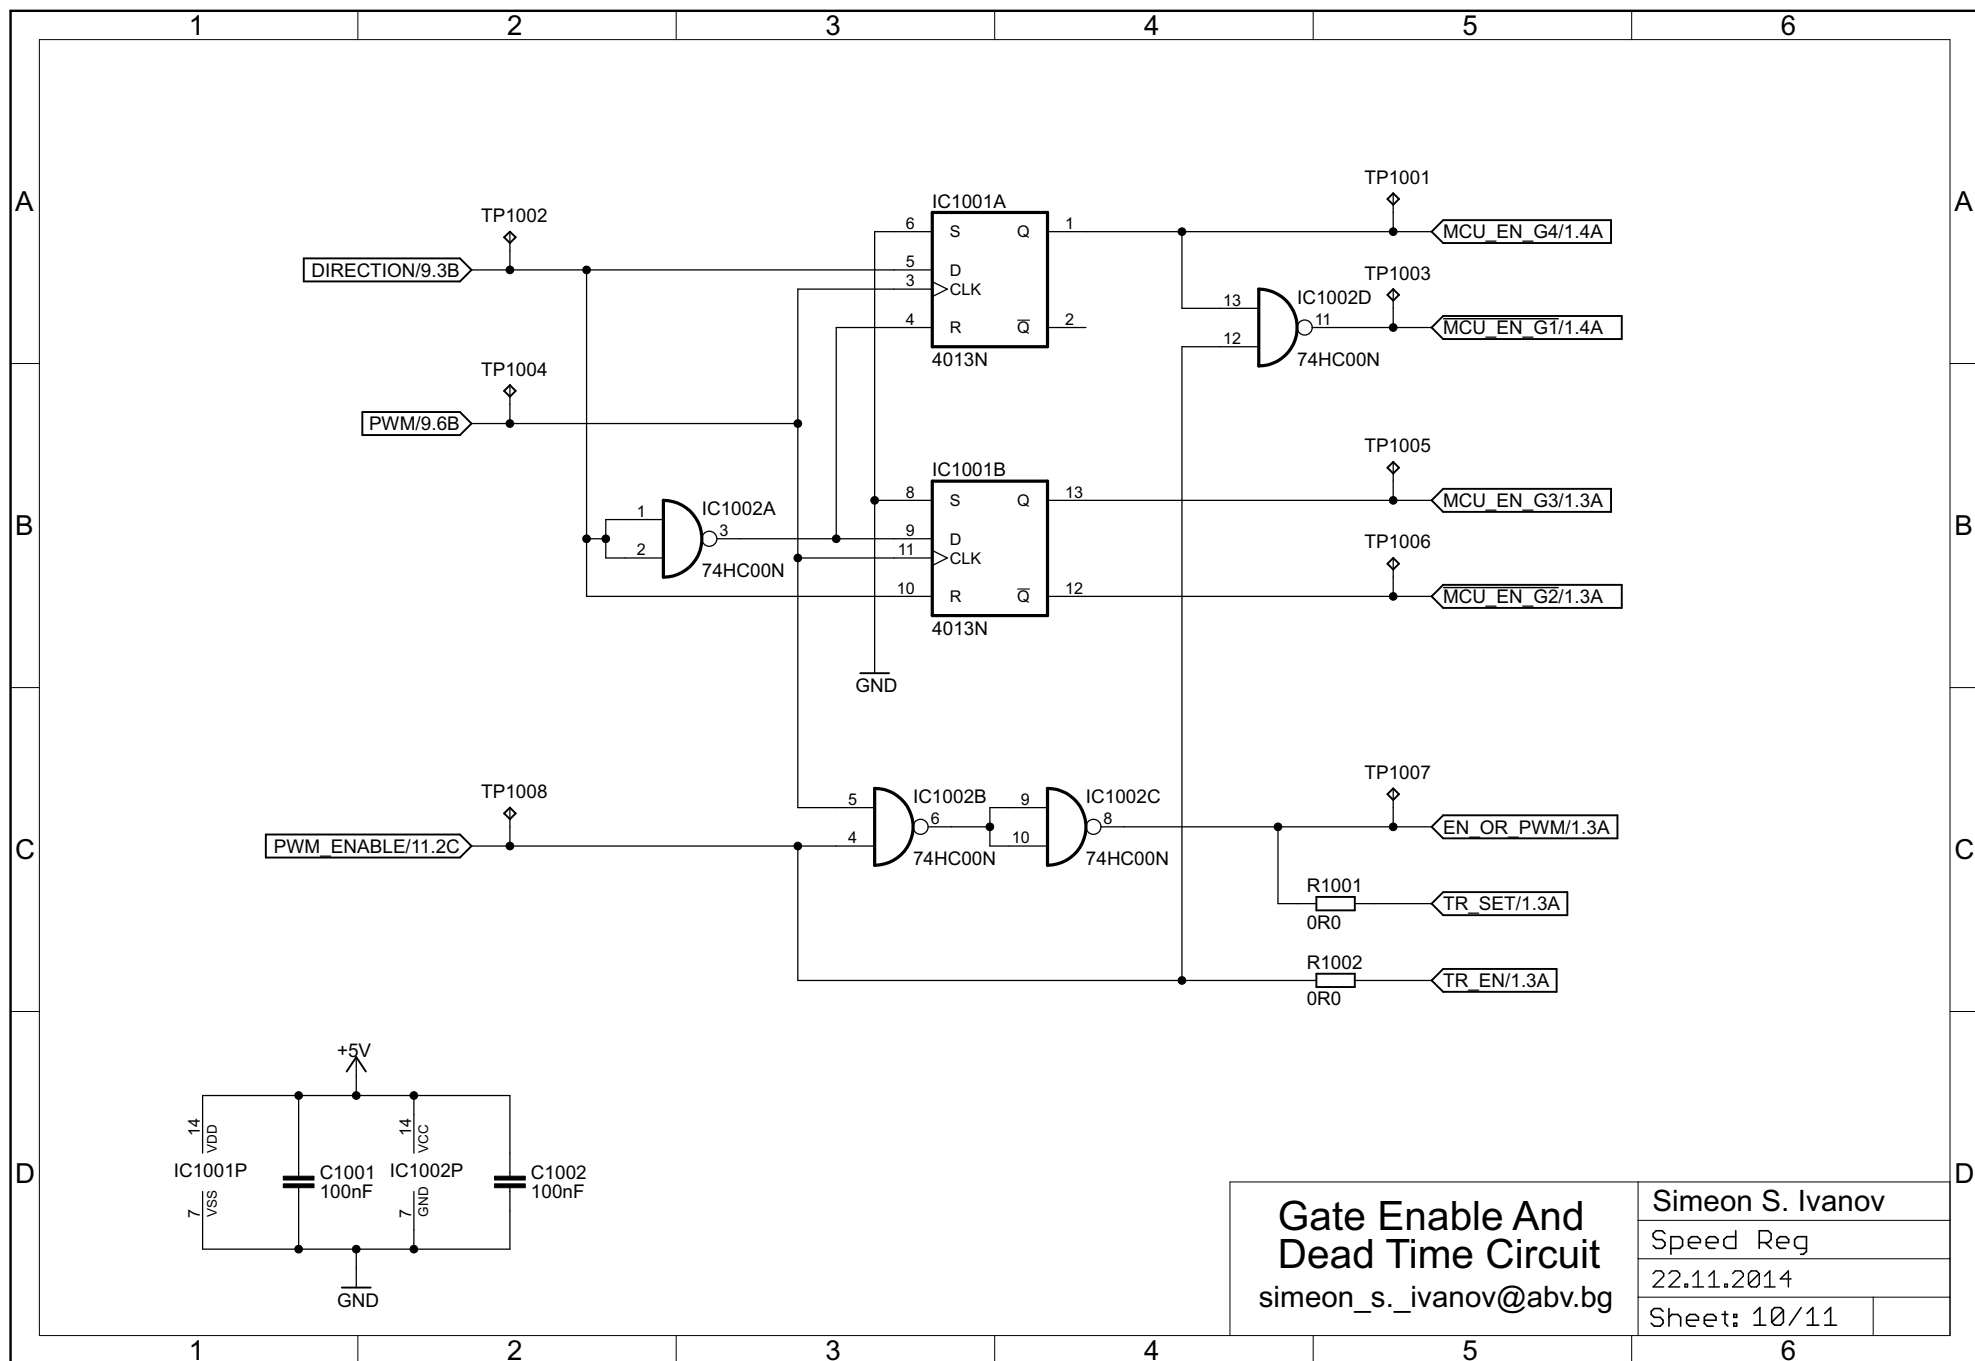 1 2 3 4 5 6
A A
TP1001
IC1001A
TP1002
6 S Q 1
MCU_EN_G4/1.4A
DIRECTION/9.3B
5 D
3 CLK
TP1003
13 IC1002D
4 R Q 2
11
MCU_EN_G1/1.4A
12
4013N
74HC00N
TP1004
PWM/9.6B
TP1005
IC1001B
8 S Q 13
MCU_EN_G3/1.3A
B B
1 IC1002A
3
2
74HC00N
9 D
11 CLK
TP1006
10 R Q 12
MCU_EN_G2/1.3A
4013N
GND
TP1007
TP1008
5 IC1002B
6
4
74HC00N
9 IC1002C
8
10
74HC00N
EN_OR_PWM/1.3A
PWM_ENABLE/11.2C
C C
R1001
TR_SET/1.3A
0R0
R1002
TR_EN/1.3A
0R0
+5V
14 VDD
14 VCC
D D
IC1001P
C1001
100nF
IC1002P
C1002
100nF
7 VSS
7 GND
GND
Gate Enable And
Dead Time Circuit
simeon_s._ivanov@abv.bg
Simeon S. Ivanov
Speed Reg
22.11.2014
Sheet: 10/11
1 2 3 4 5 6